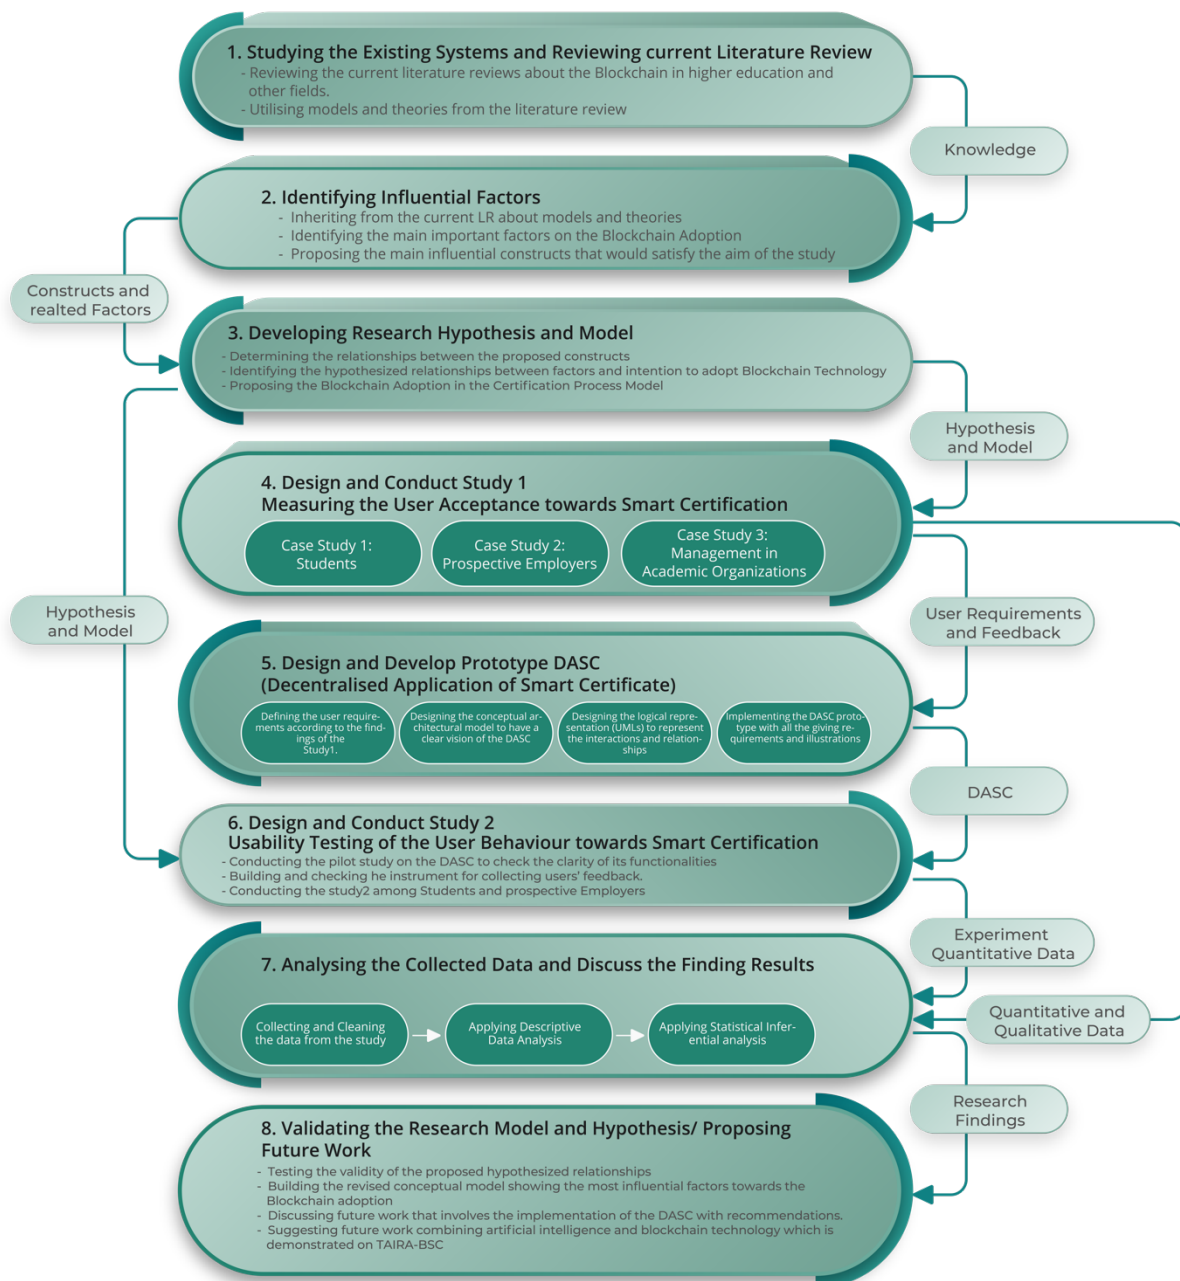 1. Studying the Existing Systems and Reviewing current Literature Review
- Reviewing the current literature reviews about the Blockchain in higher education and
other fields.
- Utilising models and theories from the literature review
Knowledge
2. Identifying Influential Factors
- Inheriting from the current LR about models and theories
- Identifying the main important factors on the Blockchain Adoption
- Proposing the main influential constructs that would satisfy the aim of the study
Constructs and
realted Factors
3. Developing Research Hypothesis and Model
- Determining the relationships between the proposed constructs
- Identifying the hypothesized relationships between factors and intention to adopt Blockchain Technology
- Proposing the Blockchain Adoption in the Certification Process Model
Hypothesis
and Model
4. Design and Conduct Study 1
Measuring the User Acceptance towards Smart Certification
Case Study 1:
Students
Case Study 2:
Prospective Employers
Case Study 3:
Management in
Academic Organizations
Hypothesis
and Model
User Requirements
and Feedback
5. Design and Develop Prototype DASC
(Decentralised Application of Smart Certificate)
Defining the user require-
ments according to the find-
ings of the
Study1.
Designing the conceptual ar-
chitectural model to have a
clear vision of the DASC
Designing the logical repre-
sentation (UMLs) to represent
the interactions and relation-
ships
Implementing the DASC proto-
type with all the giving re-
quirements and illustrations
DASC
6. Design and Conduct Study 2
Usability Testing of the User Behaviour towards Smart Certification
- Conducting the pilot study on the DASC to check the clarity of its functionalities
- Building and checking he instrument for collecting users' feedback.
- Conducting the study2 among Students and prospective Employers
Experiment
Quantitative Data
7. Analysing the Collected Data and Discuss the Finding Results
Collecting and Cleaning
the data from the study
Applying Descriptive
Data Analysis
Applying Statistical Infer-
ential analysis
Quantitative and
Qualitative Data
Research
Findings
8. Validating the Research Model and Hypothesis/ Proposing
Future Work
- Testing the validity of the proposed hypothesized relationships
- Building the revised conceptual model showing the most influential factors towards the
Blockchain adoption
- Discussing future work that involves the implementation of the DASC with recommendations.
- Suggesting future work combining artificial intelligence and blockchain technology which is
demonstrated on TAIRA-BSC